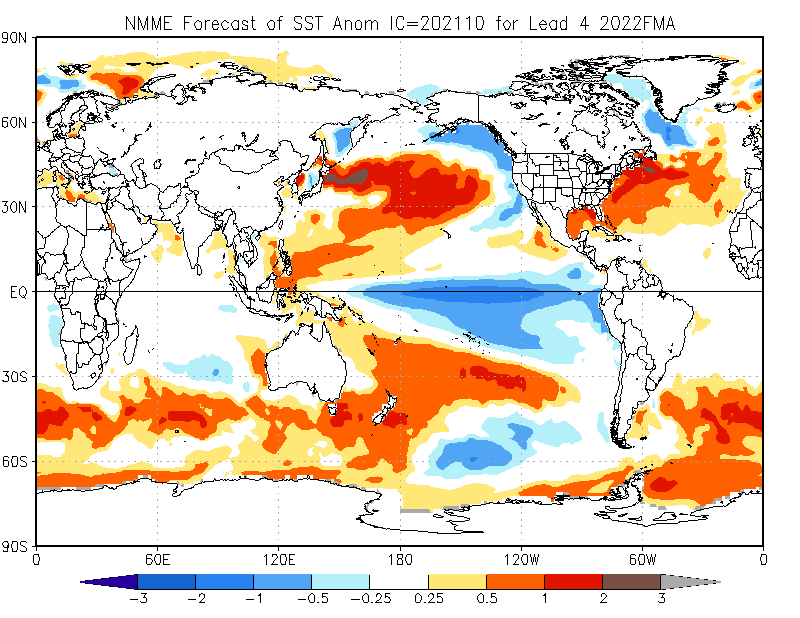 NMME Forecast of SST Anom IC=202110 for Lead 4 2022FMA
90N
60N
30N
EQ
30S
60S
90S
0 60E 120E 180 120W 60W 0
-3 -2 -1 -0.5 -0.25 0.25 0.5 1 2 3